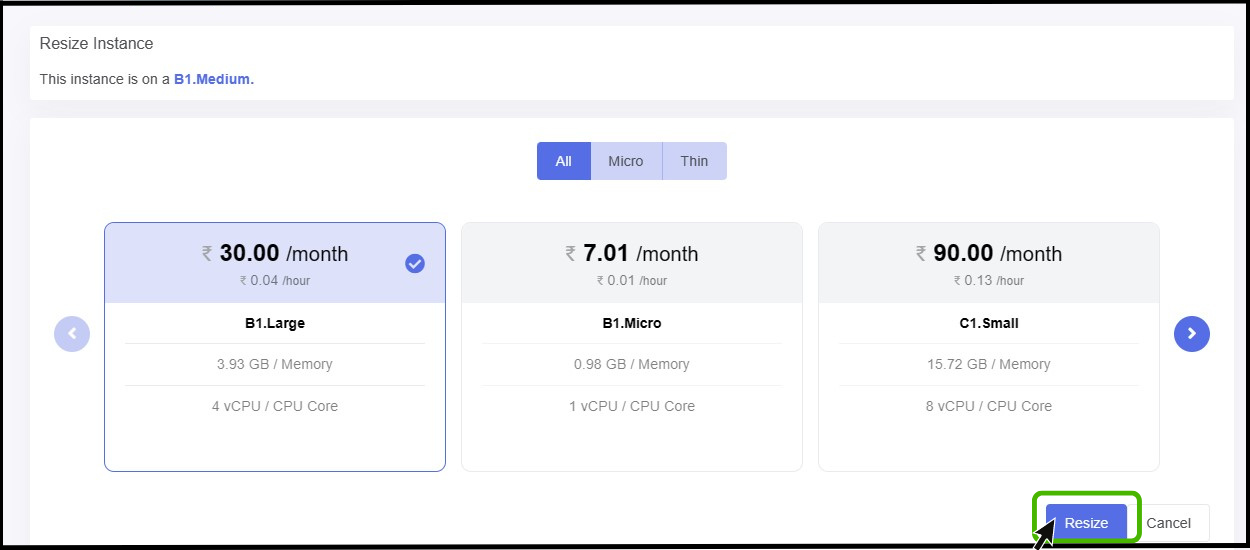 Resize Instance
This instance is on a B1.Medium.
All Micro Thin
₹ 30.00 /month
₹ 0.04 /hour
B1.Large
3.93 GB / Memory
4 vCPU / CPU Core
₹ 7.01 /month
₹ 0.01 /hour
B1.Micro
0.98 GB / Memory
1 vCPU / CPU Core
₹ 90.00 /month
₹ 0.13 /hour
C1.Small
15.72 GB / Memory
8 vCPU / CPU Core
Resize Cancel